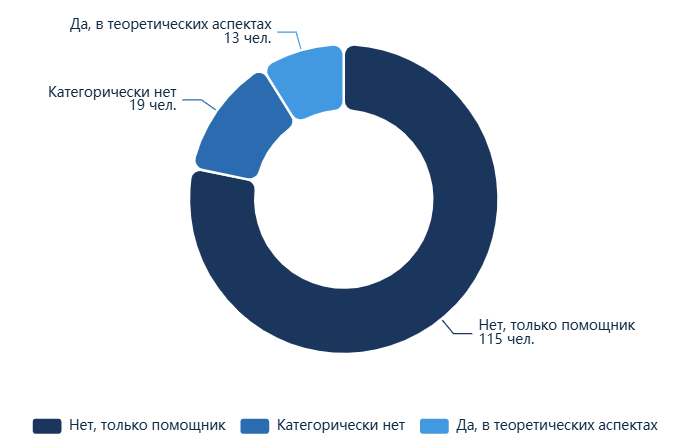 Да, в теоретических аспектах
13 чел.
Категорически нет
19 чел.
Нет, только помощник
115 чел.
Нет, только помощник
Категорически нет
Да, в теоретических аспектах